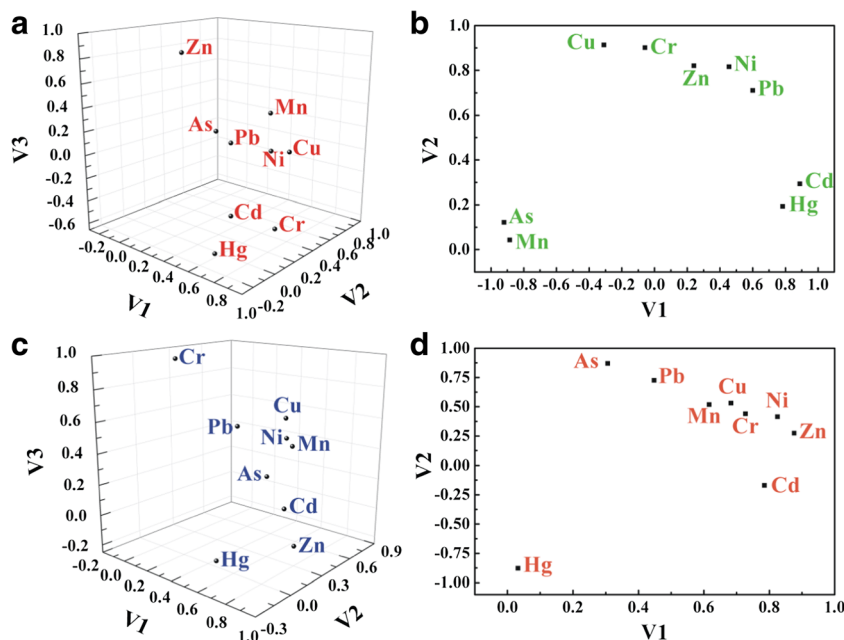 a
1.0
0.8
0.6
0.4
0.2
0.0
-0.2
-0.4
-0.6
V3
Zn
Mn
As
Pb
Ni
Cu
Cd
Cr
Hg
-0.2
0.0
0.2
0.4
0.6
0.8
1.0
V1
-0.2
0.0
0.2
0.4
0.6
0.8
1.0
V2
b
1.0
0.8
0.6
0.4
0.2
0.0
V2
Cu
Cr
Zn
Ni
Pb
Cd
Hg
As
Mn
-1.0 -0.8 -0.6 -0.4 -0.2 0.0 0.2 0.4 0.6 0.8 1.0
V1
c
1.0
0.8
0.6
0.4
0.2
0.0
-0.2
V3
Cr
Cu
Pb
Ni
Mn
As
Cd
Zn
Hg
-0.2
0.0
0.2
0.4
0.6
0.8
1.0
V1
-0.3
0.0
0.3
0.6
0.9
V2
d
1.00
0.75
0.50
0.25
0.00
-0.25
0.50
-0.75
-1.00
V2
As
Pb
Cu
Mn
Cr
Ni
Zn
Cd
Hg
0.0 0.2 0.4 0.6 0.8 1.0
V1